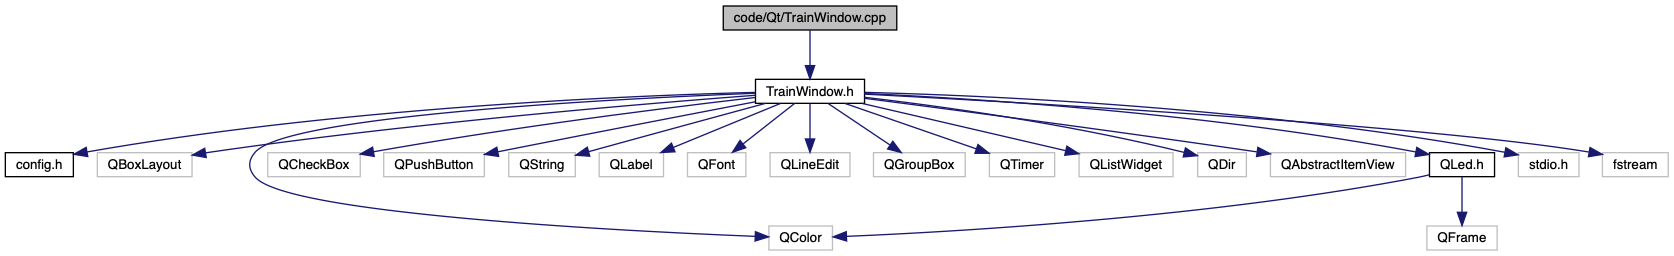 code/Qt/TrainWindow.cpp
TrainWindow.h
config.h
QBoxLayout
QCheckBox
QPushButton
QString
QLabel
QFont
QLineEdit
QGroupBox
QTimer
QListWidget
QDir
QAbstractItemView
QLed.h
stdio.h
fstream
QColor
QFrame